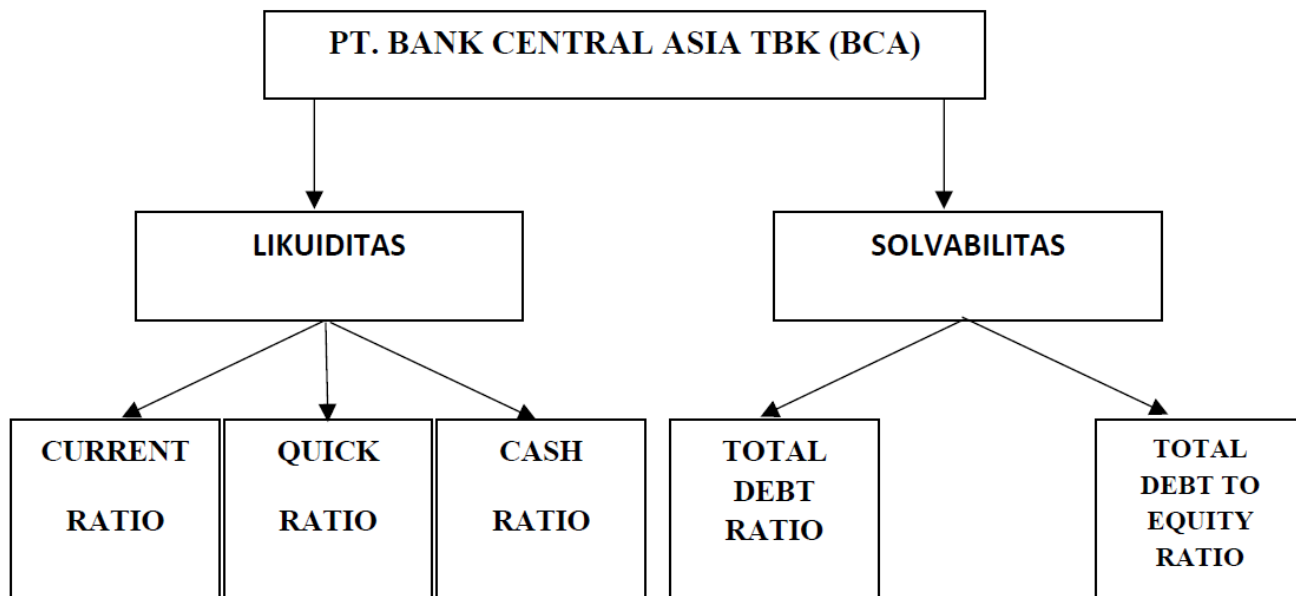 PT. BANK CENTRAL ASIA TBK (BCA)
LIKUIDITAS
SOLVABILITAS
CURRENT
RATIO
QUICK
RATIO
CASH
RATIO
TOTAL
DEBT
RATIO
TOTAL
DEBT TO
EQUITY
RATIO